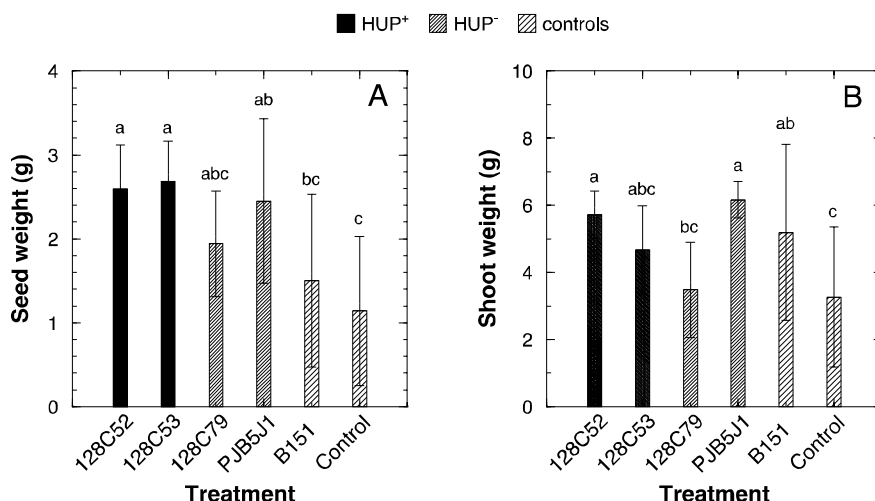 HUP⁺ HUP⁻ controls
A
Seed weight (g)
4
3
2
1
0
a a abc ab bc c
128C52 128C53 128C79 PJB5J1 B151 Control
Treatment
B
Shoot weight (g)
10
8
6
4
2
0
a abc bc a ab c
128C52 128C53 128C79 PJB5J1 B151 Control
Treatment